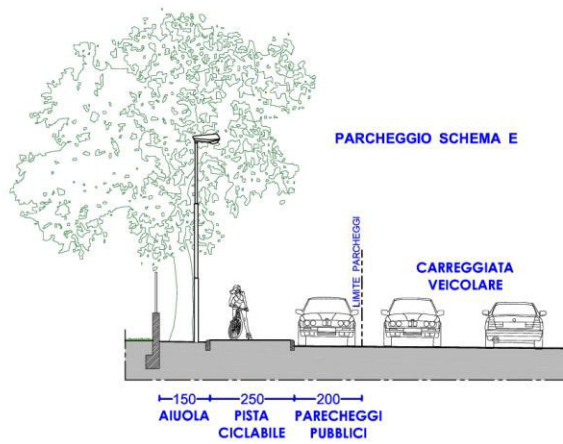 PARCHEGGIO SCHEMA E
LIMITE PARCHEGGI
CARREGGIATA
VEICOLARE
150 250 200
AIUOLA PISTA PARECHEGGI
CICLABILE PUBBLICI